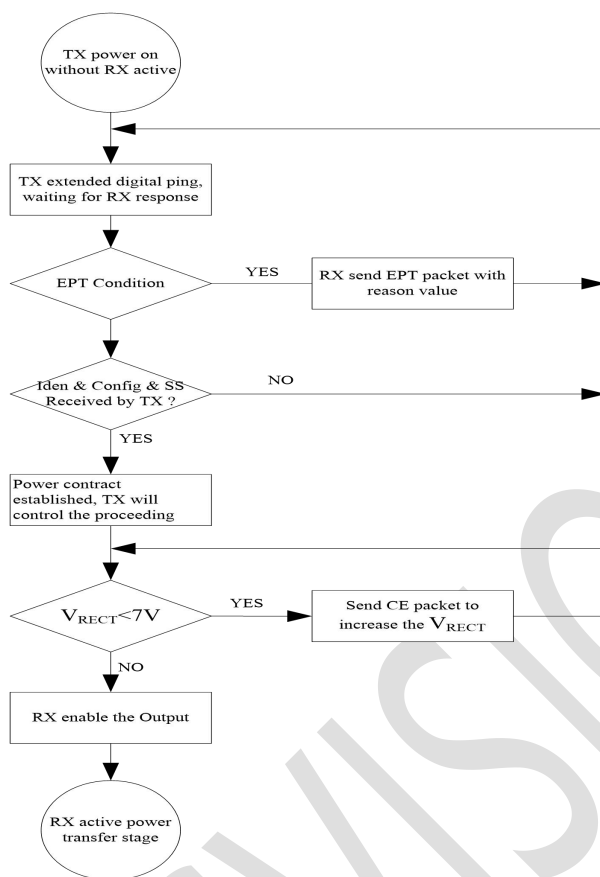 TX power on
without RX active
TX extended digital ping,
waiting for RX response
EPT Condition
YES
RX send EPT packet with
reason value
Iden & Config & SS
Received by TX ?
NO
YES
Power contract
established, TX will
control the proceeding
V_RECT<7V
YES
Send CE packet to
increase the V_RECT
NO
RX enable the Output
RX active power
transfer stage